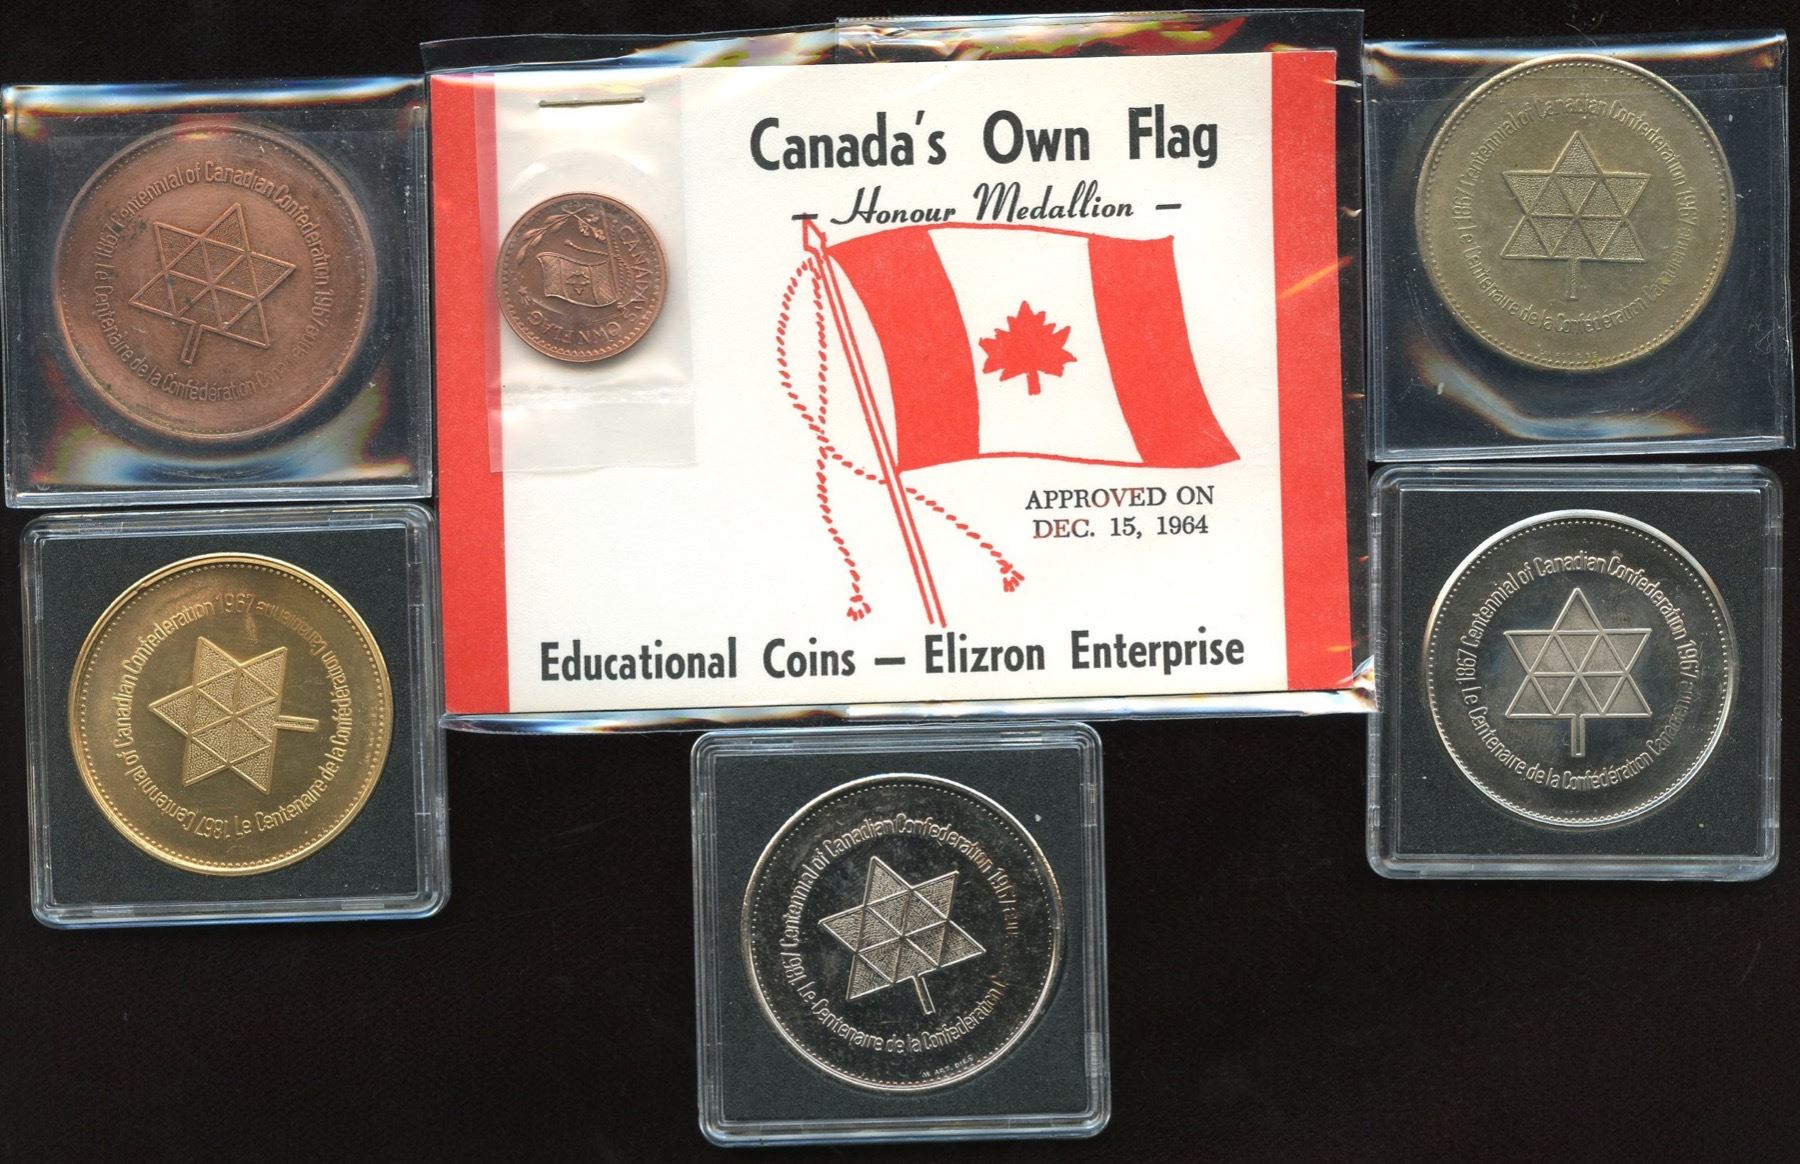 Canada's Own Flag
– Honour Medallion –
APPROVED ON
DEC. 15, 1964
Educational Coins – Elizron Enterprise
CANADA'S OWN FLAG
1867 Centennial of Canadian Confederation 1967
Le Centenaire de la Confédération Canadienne
1867 Centennial of Canadian Confederation 1967
Le Centenaire de la Confédération Canadienne
1867 Centennial of Canadian Confederation 1967
Le Centenaire de la Confédération Canadienne
1867 Centennial of Canadian Confederation 1967
Le Centenaire de la Confédération Canadienne
1867 Centennial of Canadian Confederation 1967
Le Centenaire de la Confédération
ART. DIES